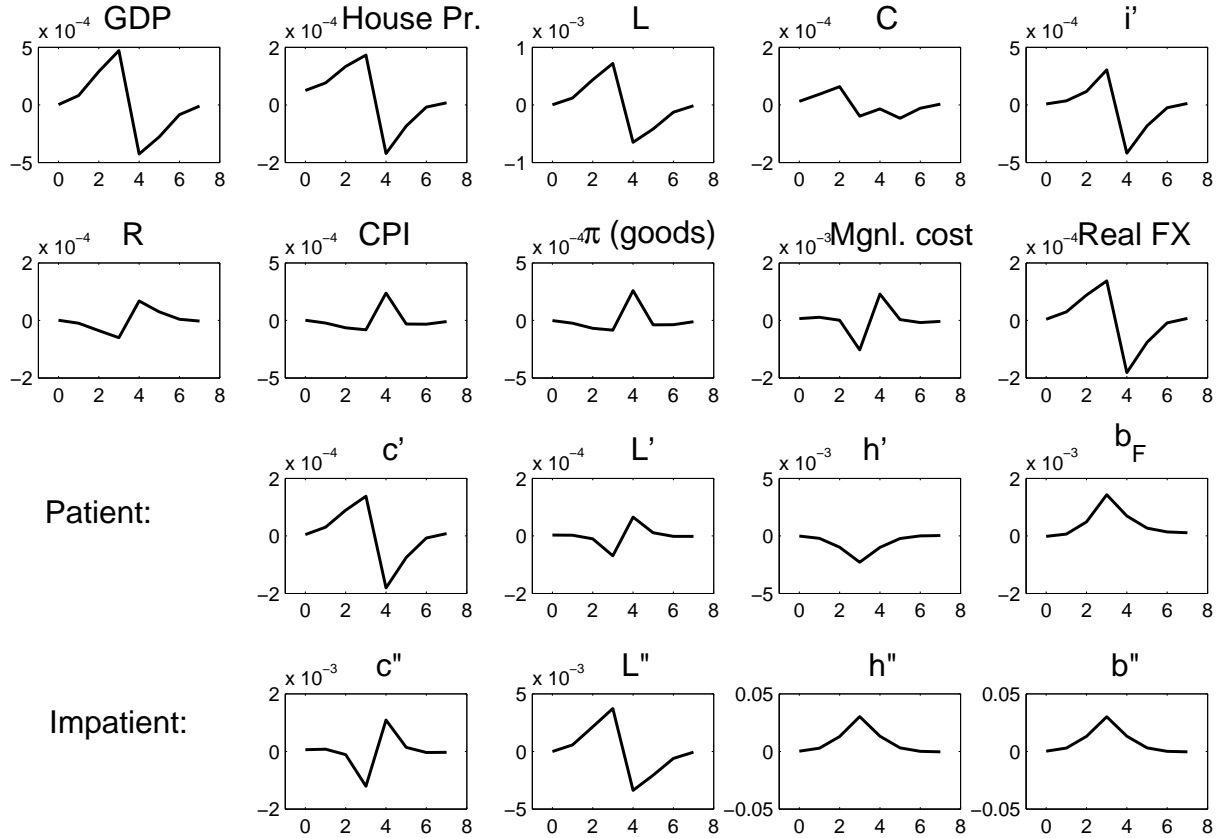 GDP House Pr. L C i'
x 10−4 x 10−4 x 10−3 x 10−4 x 10−4
5 2 1 2 5
0 0 0 0 0
−5 −2 −1 −2 −5
0 2 4 6 8 0 2 4 6 8 0 2 4 6 8 0 2 4 6 8 0 2 4 6 8
R CPI π (goods) Mgnl. cost Real FX
x 10−4 x 10−4 x 10−4 x 10−3 x 10−4
2 5 5 2 2
0 0 0 0 0
−2 −5 −5 −2 −2
0 2 4 6 8 0 2 4 6 8 0 2 4 6 8 0 2 4 6 8 0 2 4 6 8
c' L' h' bF
x 10−4 x 10−4 x 10−3 x 10−3
2 2 5 2
Patient:
0 0 0 0
−2 −2 −5 −2
0 2 4 6 8 0 2 4 6 8 0 2 4 6 8 0 2 4 6 8
c" L" h" b"
x 10−3 x 10−3
2 5 0.05 0.05
Impatient:
0 0 0 0
−2 −5 −0.05 −0.05
0 2 4 6 8 0 2 4 6 8 0 2 4 6 8 0 2 4 6 8